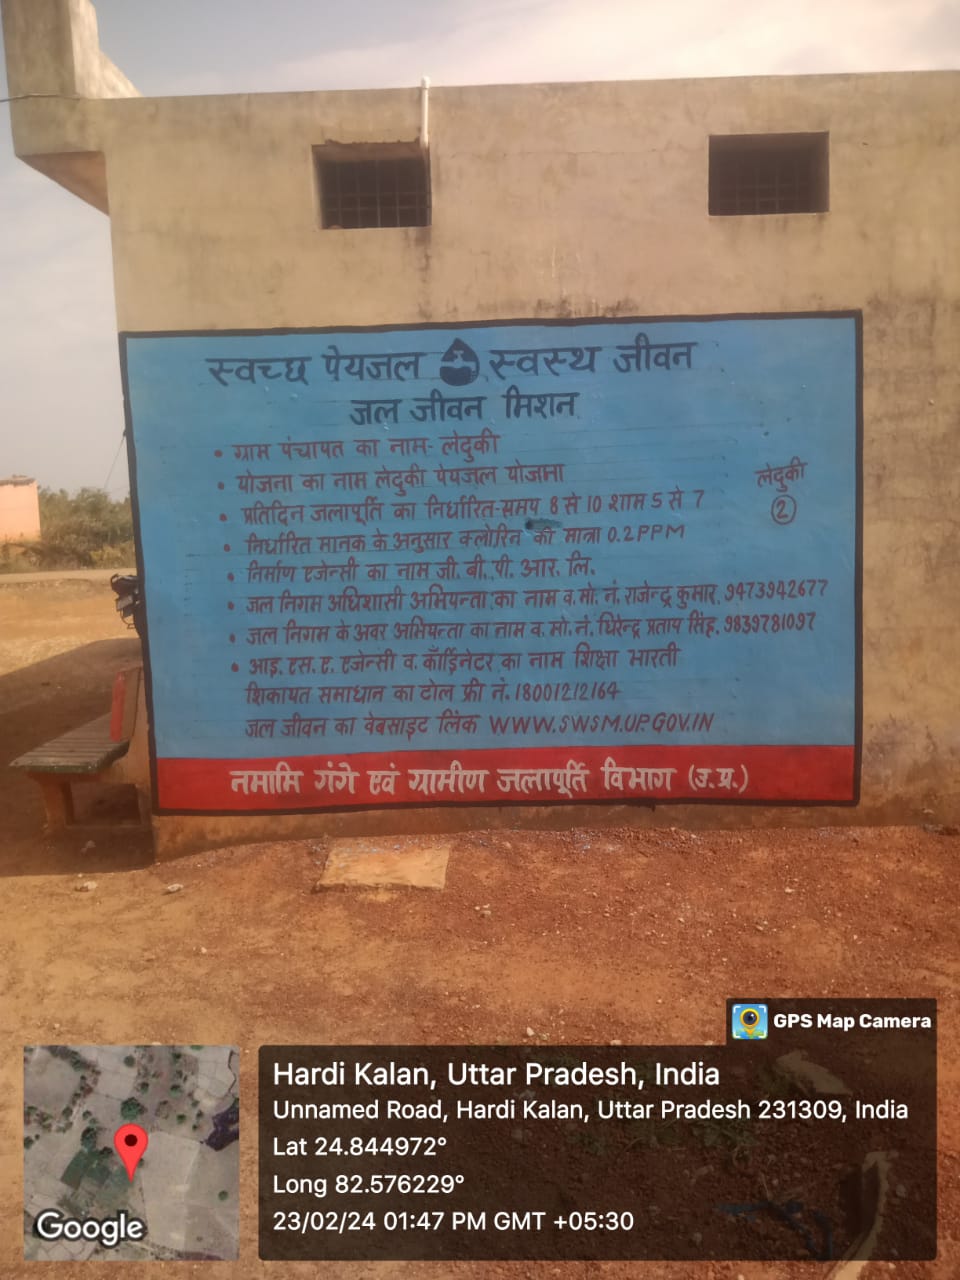 स्वच्छ पेयजल स्वस्थ जीवन
जल जीवन मिशन
• ग्राम पंचायत का नाम- लेदुकी
• योजना का नाम लेदुकी पेयजल योजना
• प्रतिदिन जलापूर्ति का निर्धारित-समय 8 से 10 शाम 5 से 7
• निर्धारित मानक के अनुसार क्लोरिन की मात्रा 0.2PPM
• निर्माण एजेन्सी का नाम जी. बी. पी. आर. लि.
• जल निगम अधिशासी अभियन्ता का नाम व. मो. नं. राजेन्द्र कुमार. 9473942677
• जल निगम के अवर अभियन्ता का नाम व. मो. नं. धिरेन्द्र प्रताप सिंह. 9839781097
• आइ. एस. ए. एजेन्सी व. कॉर्डिनेटर का नाम शिक्षा भारती
शिकायत समाधान का टोल फ्री नं. 18001212164
जल जीवन का वेबसाइट लिंक WWW.SWSM.UP.GOV.IN
लेदुकी
2
नमामि गंगे एवं ग्रामीण जलापूर्ति विभाग (उ.प्र.)
GPS Map Camera
Hardi Kalan, Uttar Pradesh, India
Unnamed Road, Hardi Kalan, Uttar Pradesh 231309, India
Lat 24.844972°
Long 82.576229°
23/02/24 01:47 PM GMT +05:30
Google